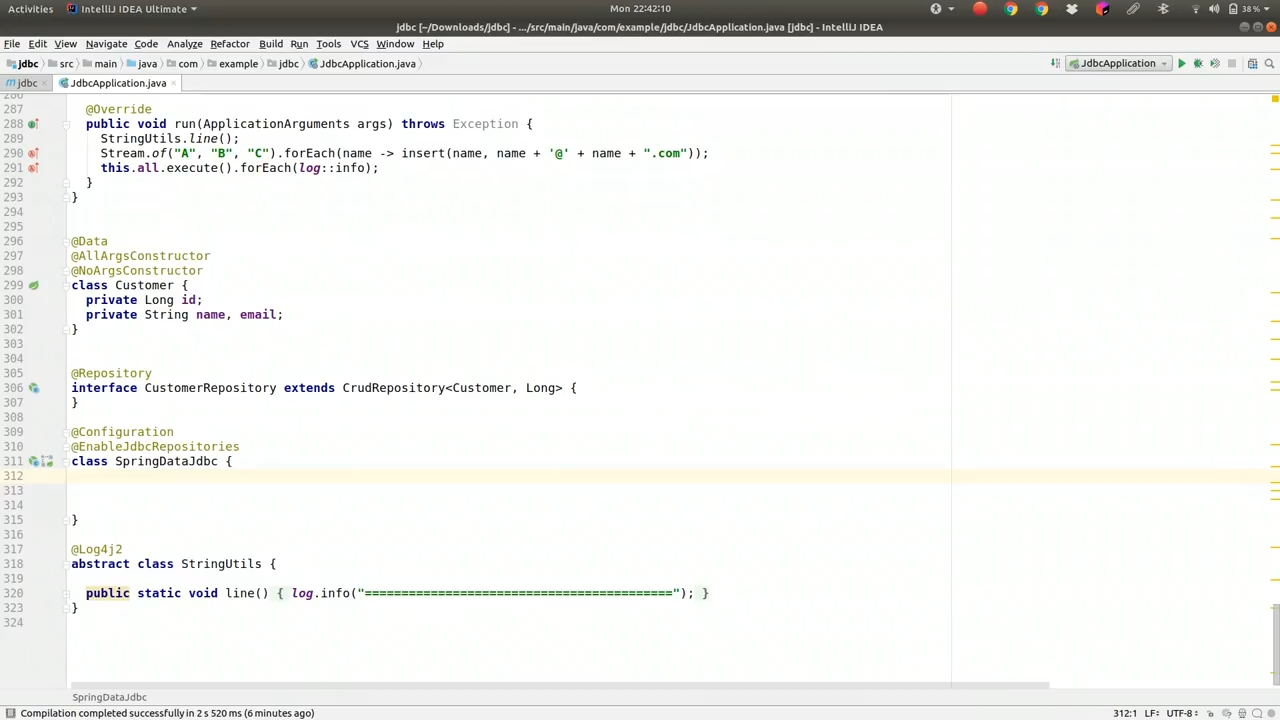 Activities IntelliJ IDEA Ultimate Mon 22:42:10 38%
jdbc [~/Downloads/jdbc] - .../src/main/java/com/example/jdbc/JdbcApplication.java [jdbc] - IntelliJ IDEA
File Edit View Navigate Code Analyze Refactor Build Run Tools VCS Window Help
jdbc src main java com example jdbc JdbcApplication.java JdbcApplication
jdbc JdbcApplication.java
286
287 @Override
288 public void run(ApplicationArguments args) throws Exception {
289 StringUtils.line();
290 Stream.of("A", "B", "C").forEach(name -> insert(name, name + '@' + name + ".com"));
291 this.all.execute().forEach(log::info);
292 }
293 }
294
295
296 @Data
297 @AllArgsConstructor
298 @NoArgsConstructor
299 class Customer {
300 private Long id;
301 private String name, email;
302 }
303
304
305 @Repository
306 interface CustomerRepository extends CrudRepository<Customer, Long> {
307 }
308
309 @Configuration
310 @EnableJdbcRepositories
311 class SpringDataJdbc {
312
313
314
315 }
316
317 @Log4j2
318 abstract class StringUtils {
319
320 public static void line() { log.info("=========================================="); }
323 }
324
SpringDataJdbc
Compilation completed successfully in 2 s 520 ms (6 minutes ago) 312:1 LF÷ UTF-8÷